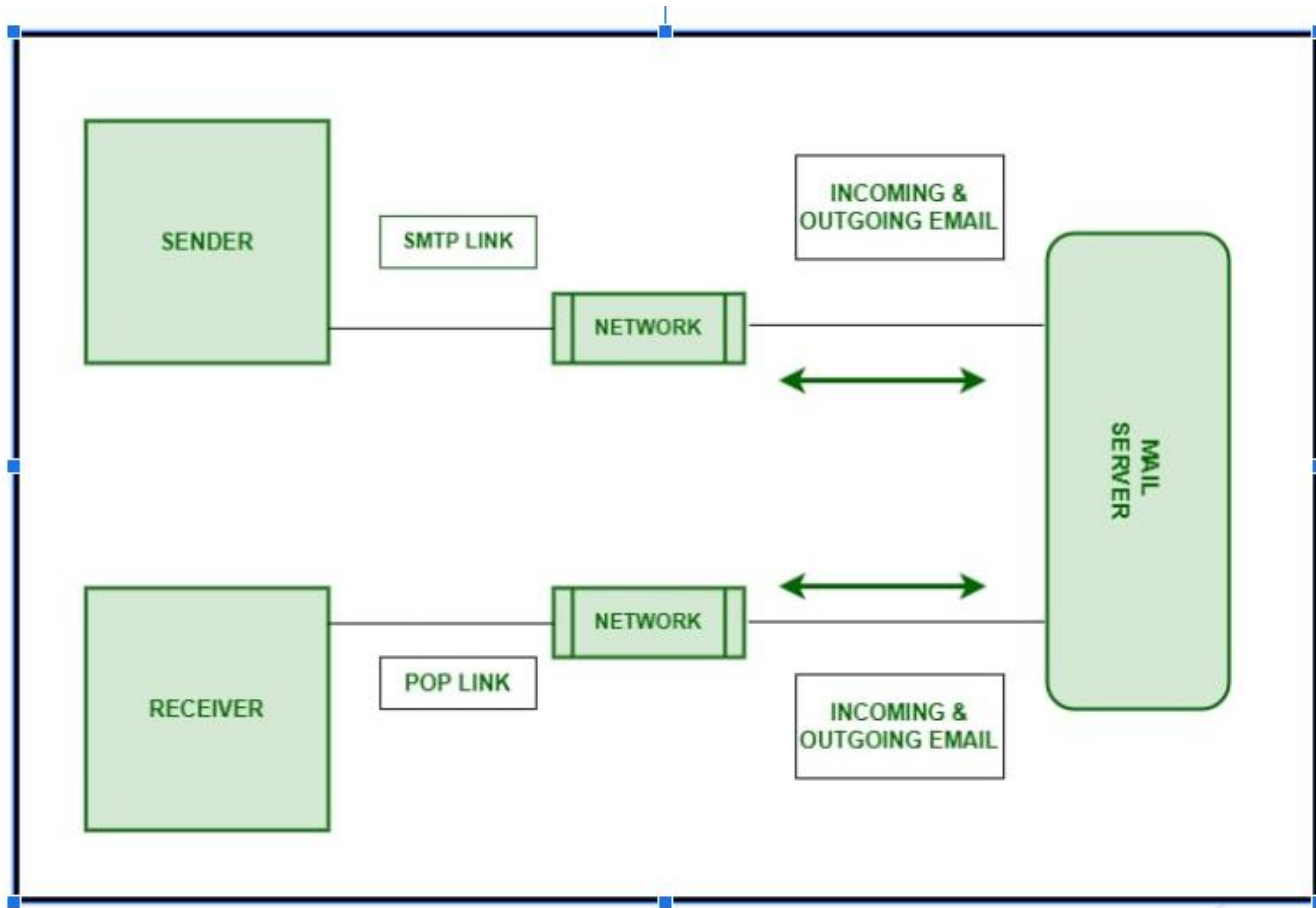 SENDER
SMTP LINK
INCOMING &
OUTGOING EMAIL
NETWORK
MAIL
SERVER
NETWORK
RECEIVER
POP LINK
INCOMING &
OUTGOING EMAIL